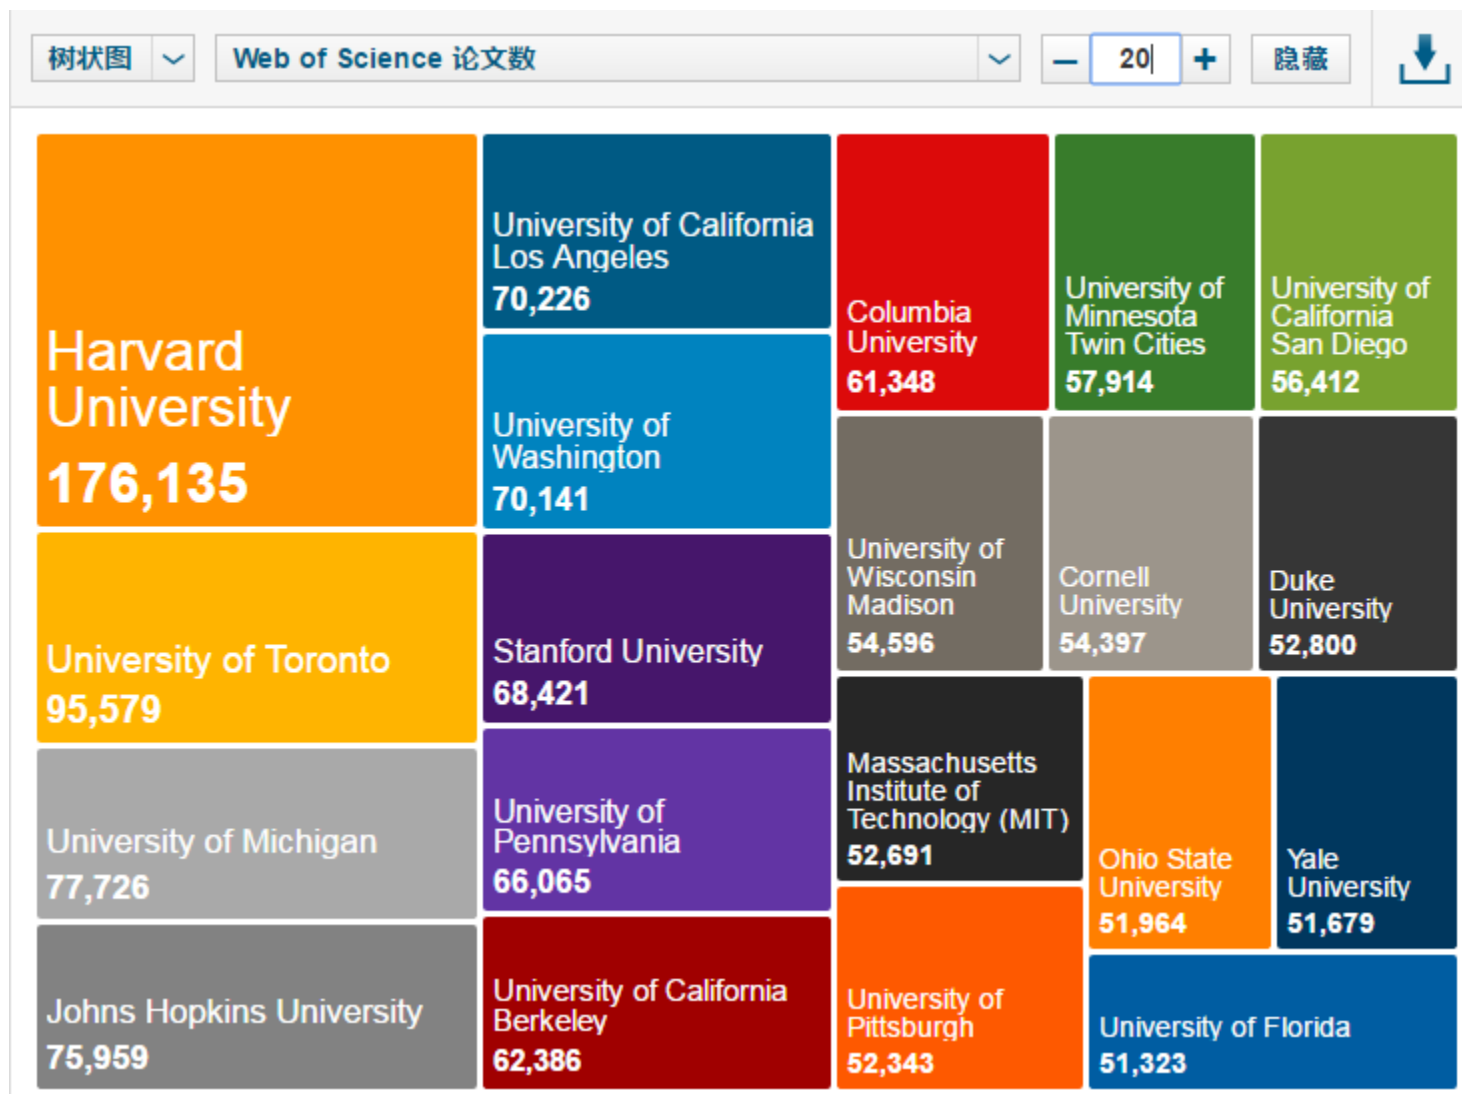 树状图
Web of Science 论文数
20
隐藏
Harvard
University
176,135
University of Toronto
95,579
University of Michigan
77,726
Johns Hopkins University
75,959
University of California
Los Angeles
70,226
University of
Washington
70,141
Stanford University
68,421
University of
Pennsylvania
66,065
University of California
Berkeley
62,386
Columbia
University
61,348
University of
Minnesota
Twin Cities
57,914
University of
California
San Diego
56,412
University of
Wisconsin
Madison
54,596
Cornell
University
54,397
Duke
University
52,800
Massachusetts
Institute of
Technology (MIT)
52,691
Ohio State
University
51,964
Yale
University
51,679
University of
Pittsburgh
52,343
University of Florida
51,323